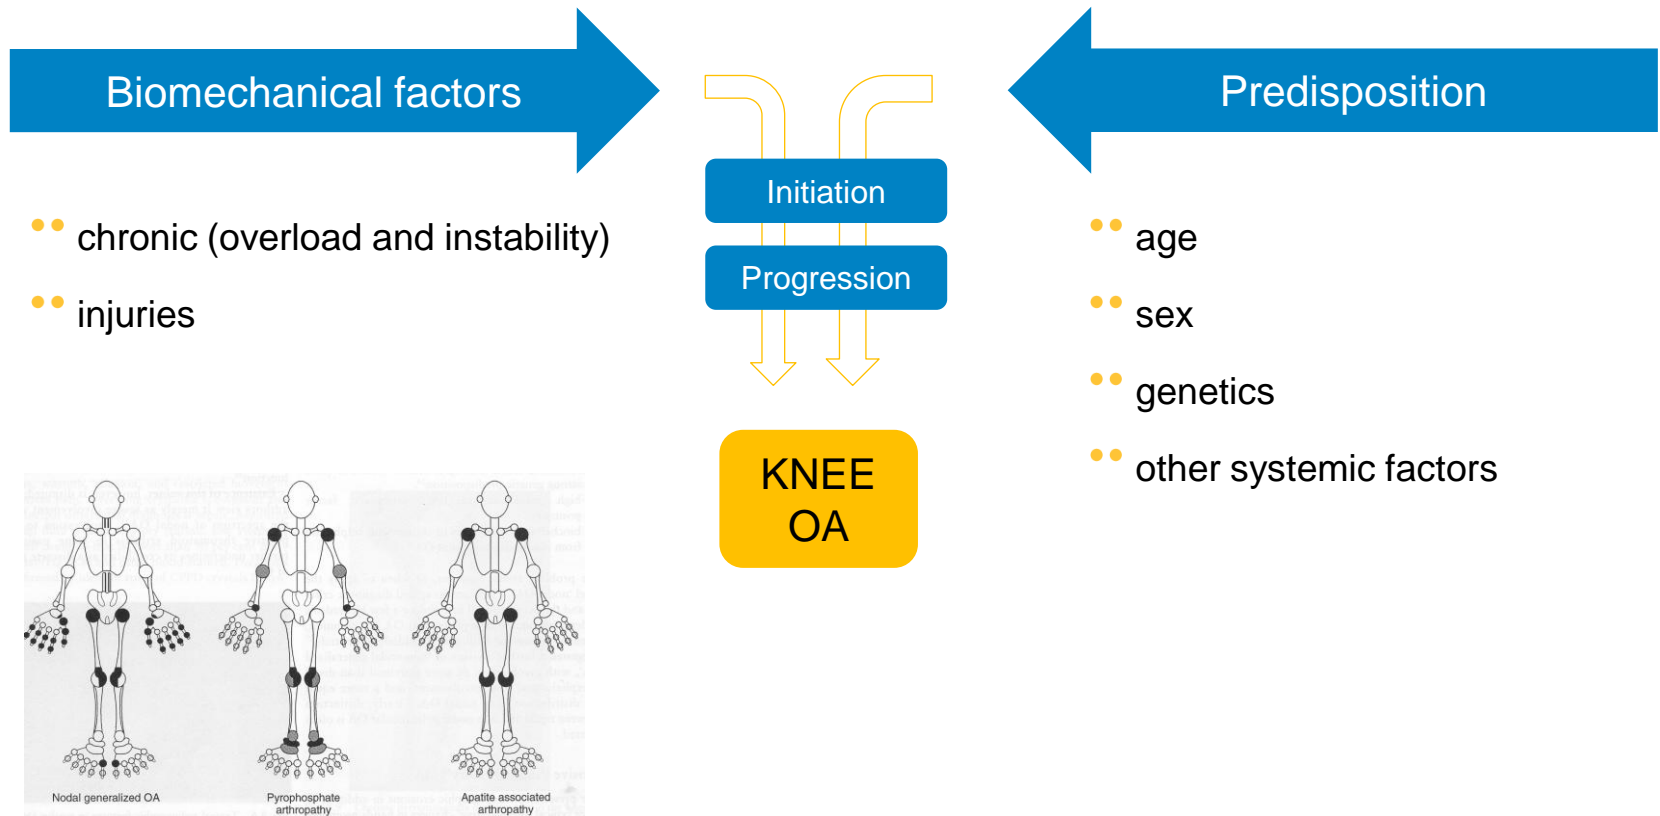 Biomechanical factors
Predisposition
Initiation
Progression
chronic (overload and instability)
injuries
age
sex
genetics
other systemic factors
KNEE
OA
Nodal generalized OA
Pyrophosphate
arthropathy
Apatite associated
arthropathy